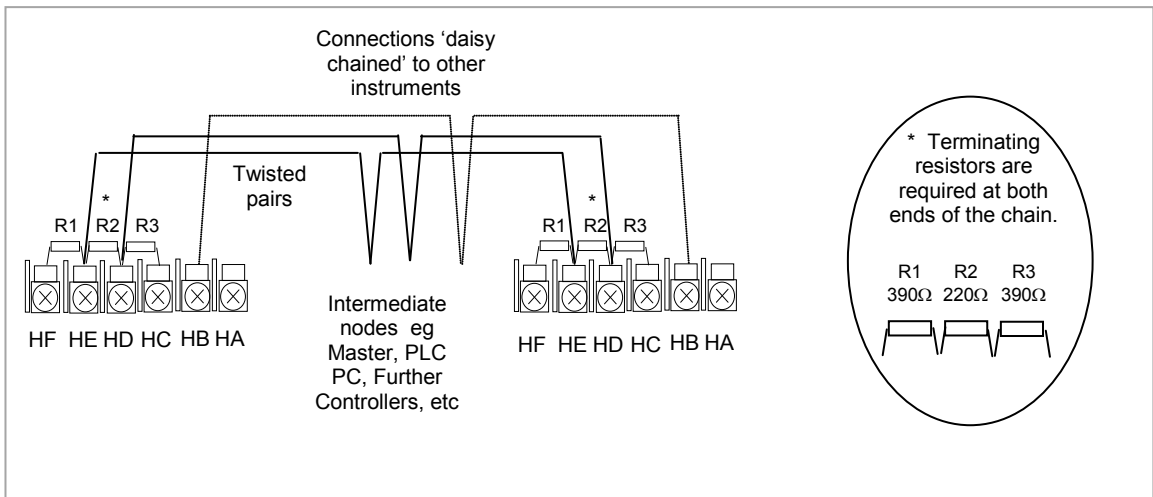 Connections ‘daisy
chained’ to other
instruments
Twisted
pairs
*
R1 R2 R3
HF HE HD HC HB HA
Intermediate
nodes eg
Master, PLC
PC, Further
Controllers, etc
*
R1 R2 R3
HF HE HD HC HB HA
* Terminating
resistors are
required at both
ends of the chain.
R1 R2 R3
390Ω 220Ω 390Ω